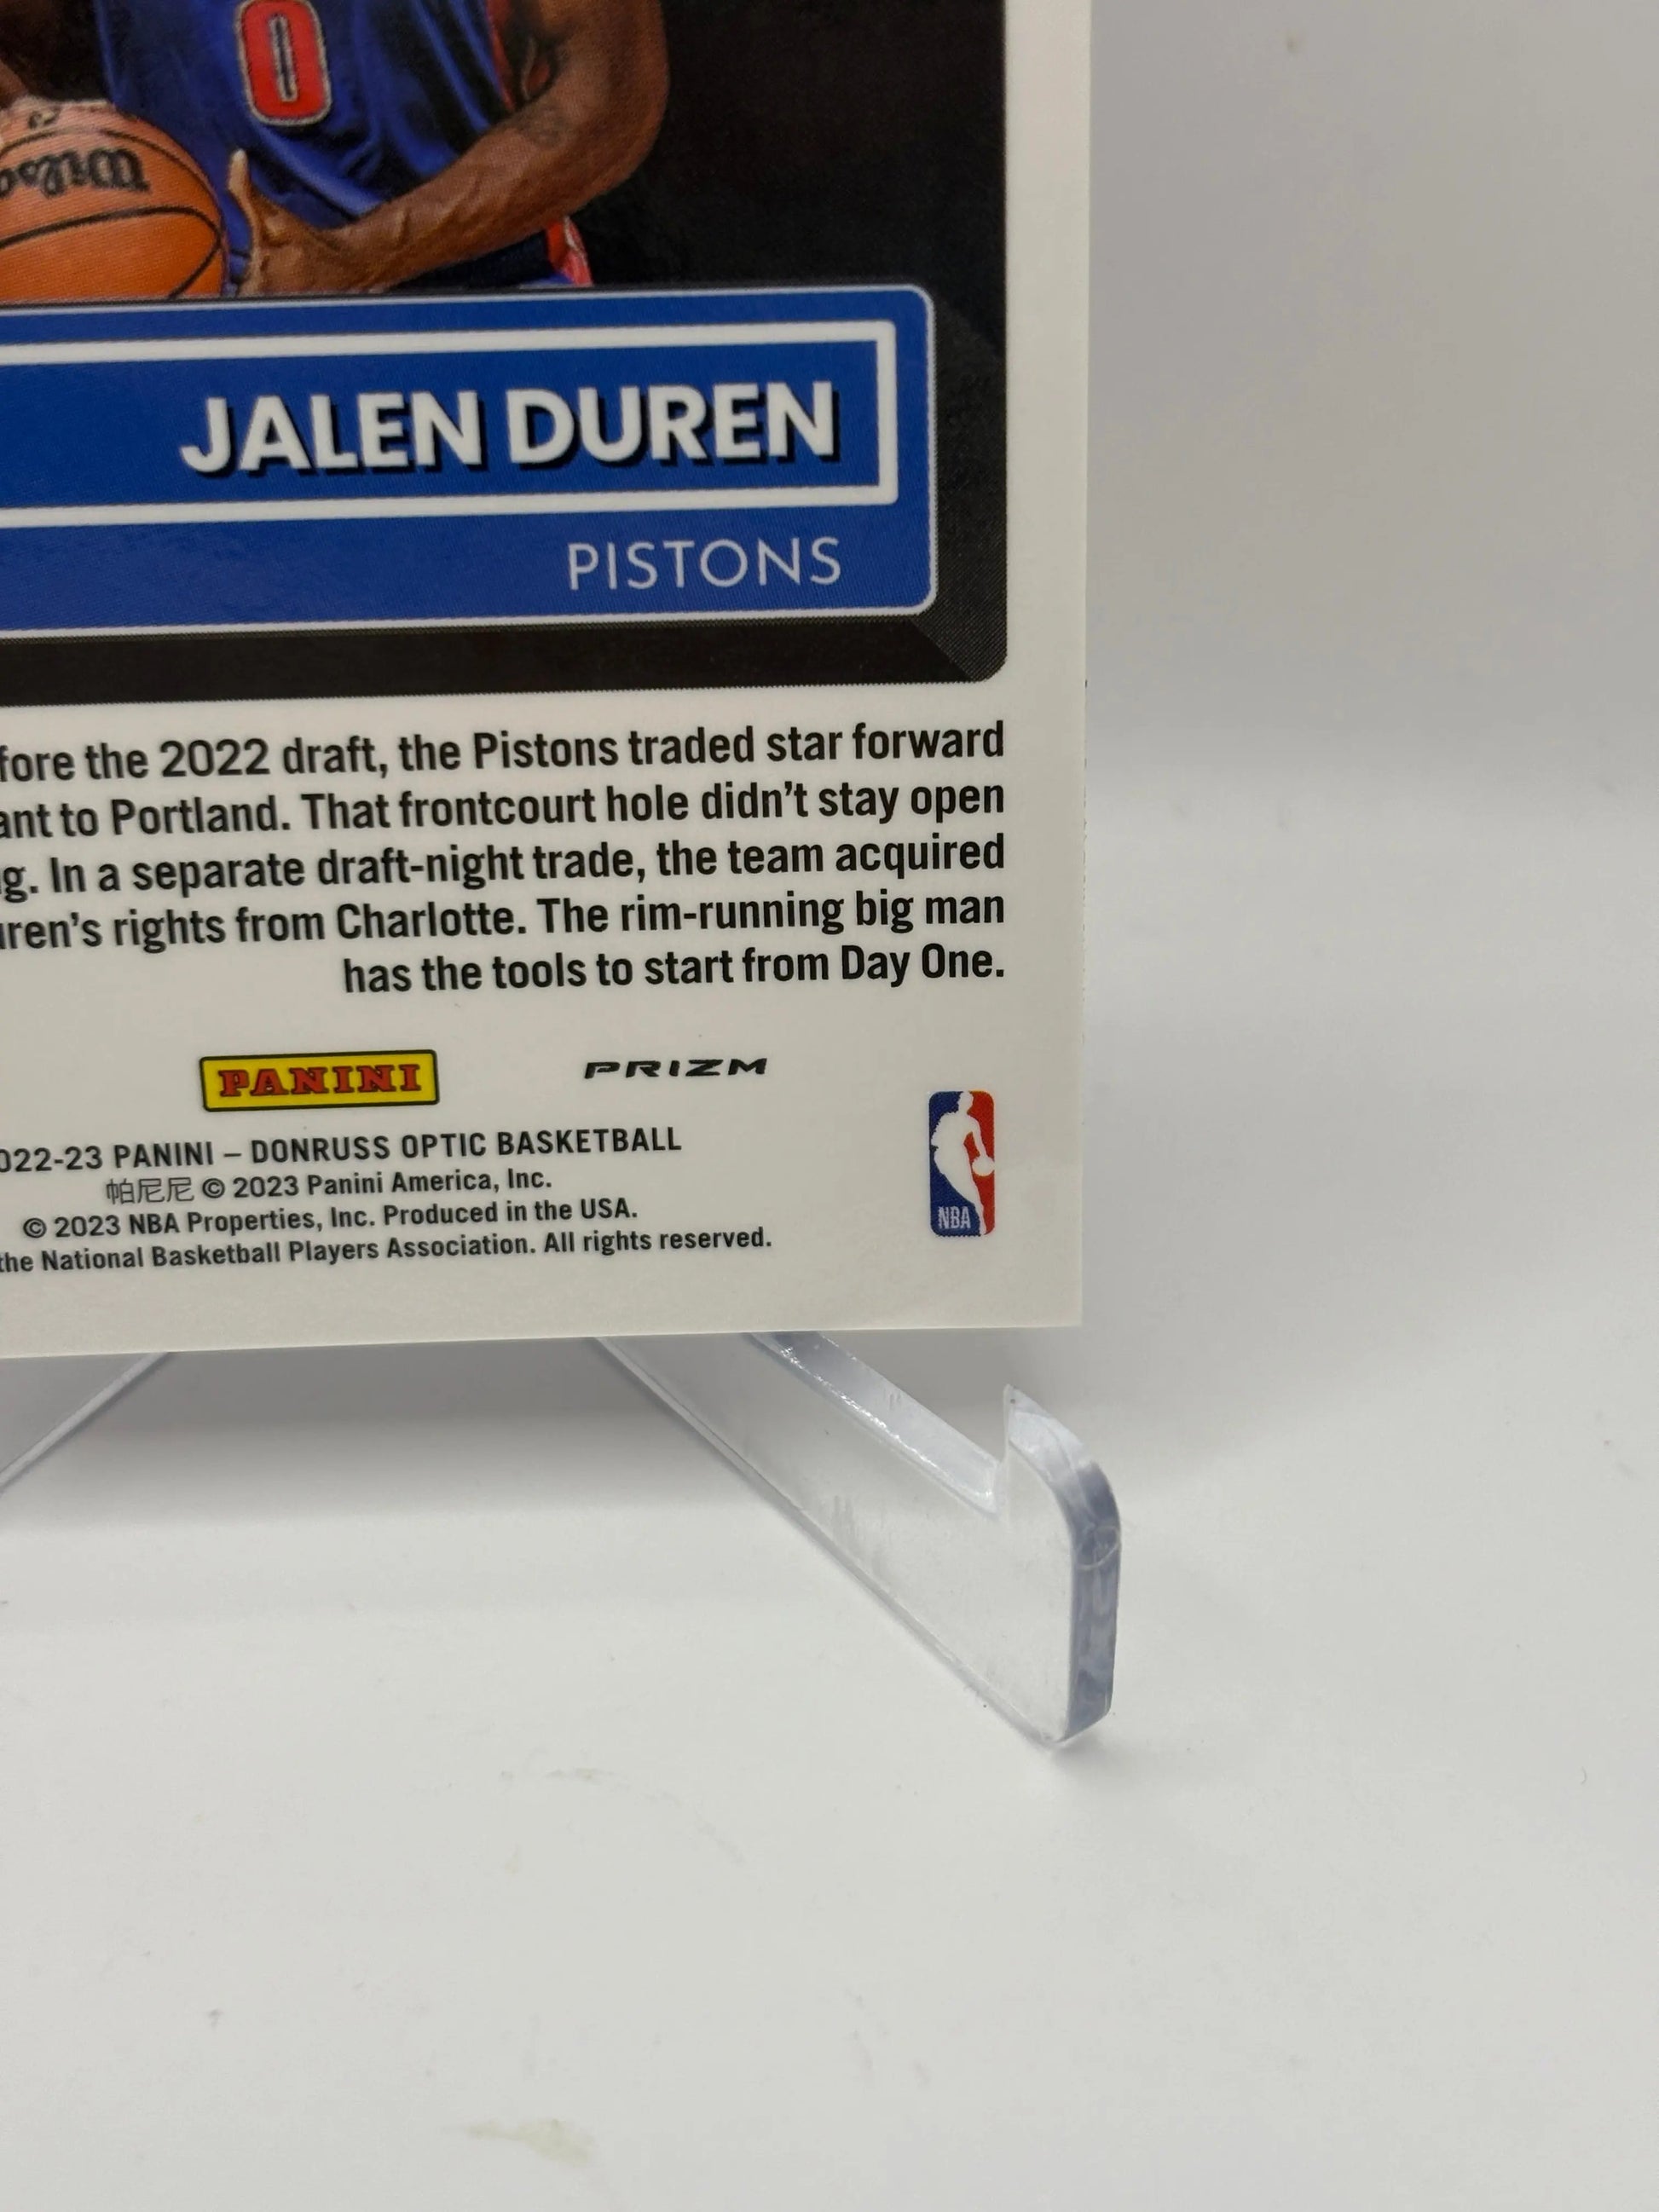 0
Wilso
JALEN DUREN
PISTONS
fore the 2022 draft, the Pistons traded star forward
ant to Portland. That frontcourt hole didn't stay open
g. In a separate draft-night trade, the team acquired
uren's rights from Charlotte. The rim-running big man
has the tools to start from Day One.
PANINI
PRIZM
022-23 PANINI – DONRUSS OPTIC BASKETBALL
帕尼尼 © 2023 Panini America, Inc.
© 2023 NBA Properties, Inc. Produced in the USA.
the National Basketball Players Association. All rights reserved.
NBA